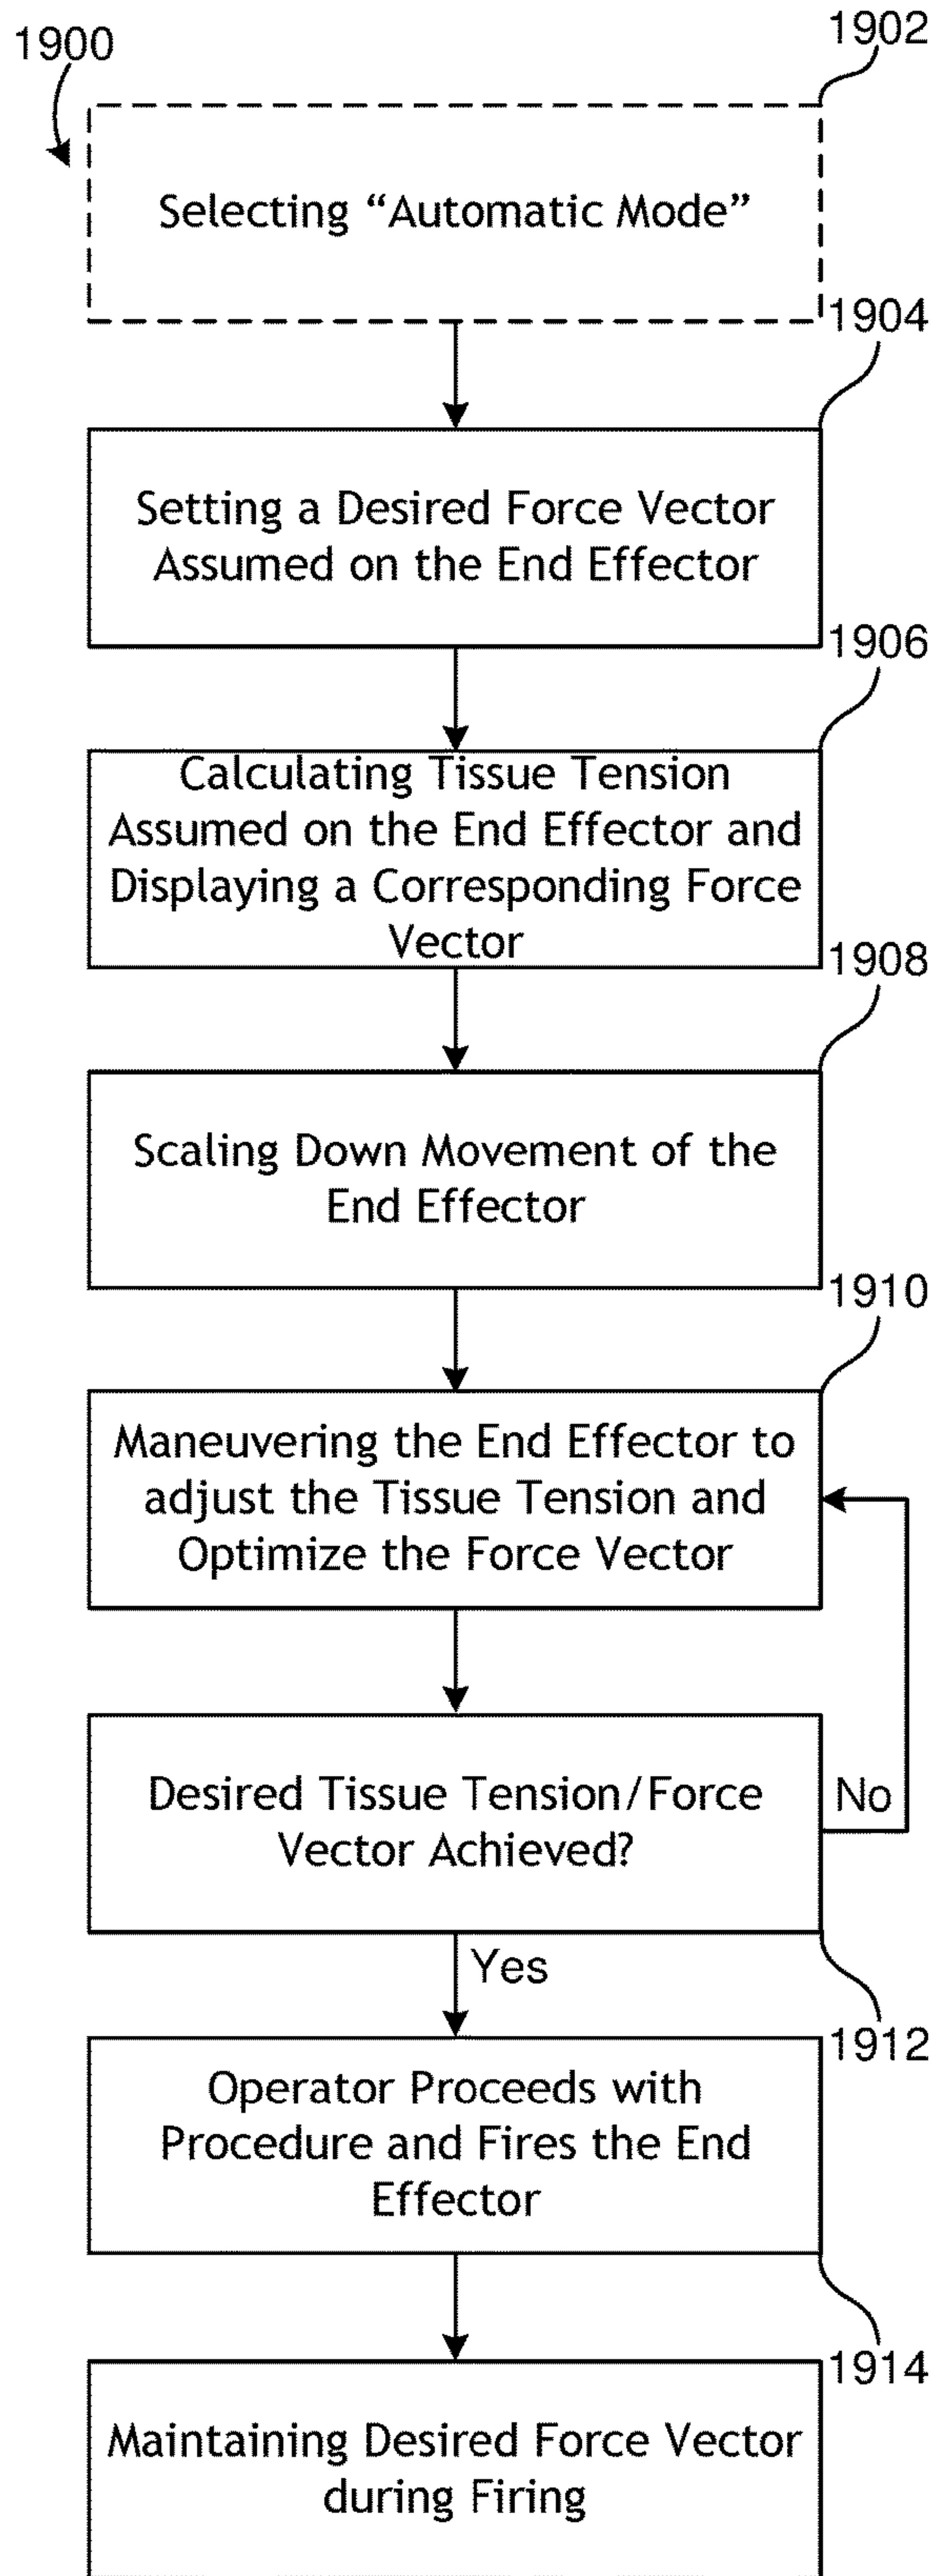 1900
1902
Selecting “Automatic Mode”
1904
Setting a Desired Force Vector
Assumed on the End Effector
1906
Calculating Tissue Tension
Assumed on the End Effector and
Displaying a Corresponding Force
Vector
1908
Scaling Down Movement of the
End Effector
1910
Maneuvering the End Effector to
adjust the Tissue Tension and
Optimize the Force Vector
Desired Tissue Tension/Force
Vector Achieved?
No
Yes
1912
Operator Proceeds with
Procedure and Fires the End
Effector
1914
Maintaining Desired Force Vector
during Firing